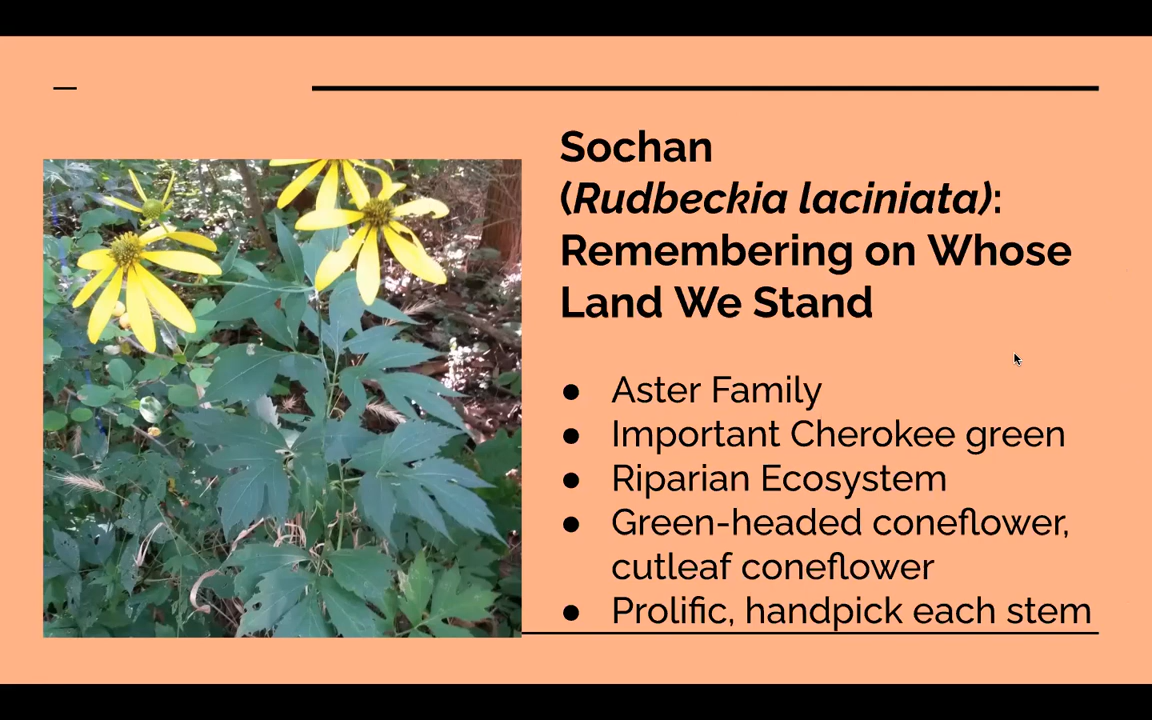 Sochan
(Rudbeckia laciniata):
Remembering on Whose
Land We Stand
● Aster Family
● Important Cherokee green
● Riparian Ecosystem
● Green-headed coneflower,
cutleaf coneflower
● Prolific, handpick each stem